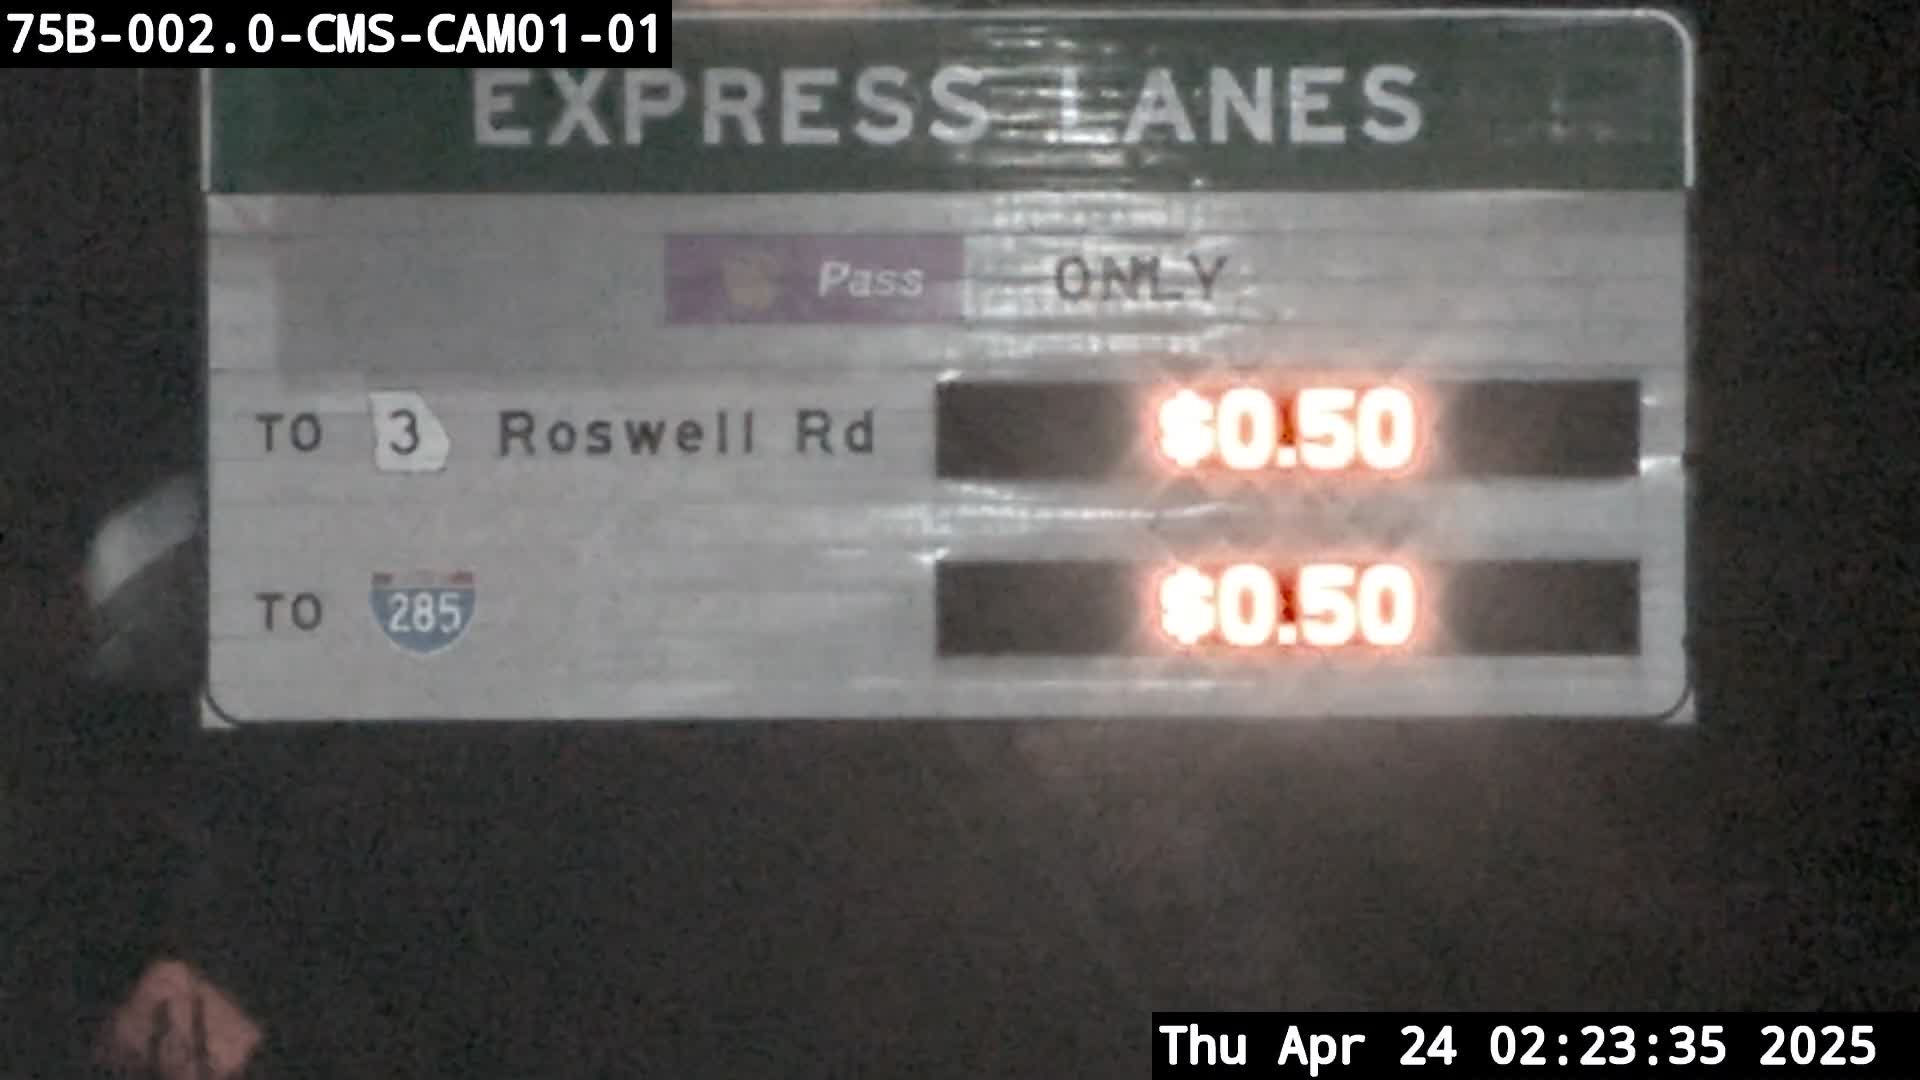 75B-002.0-CMS-CAM01-01
EXPRESS LANES
Pass ONLY
TO 3 Roswell Rd $0.50
TO 285 $0.50
Thu Apr 24 02:23:35 2025